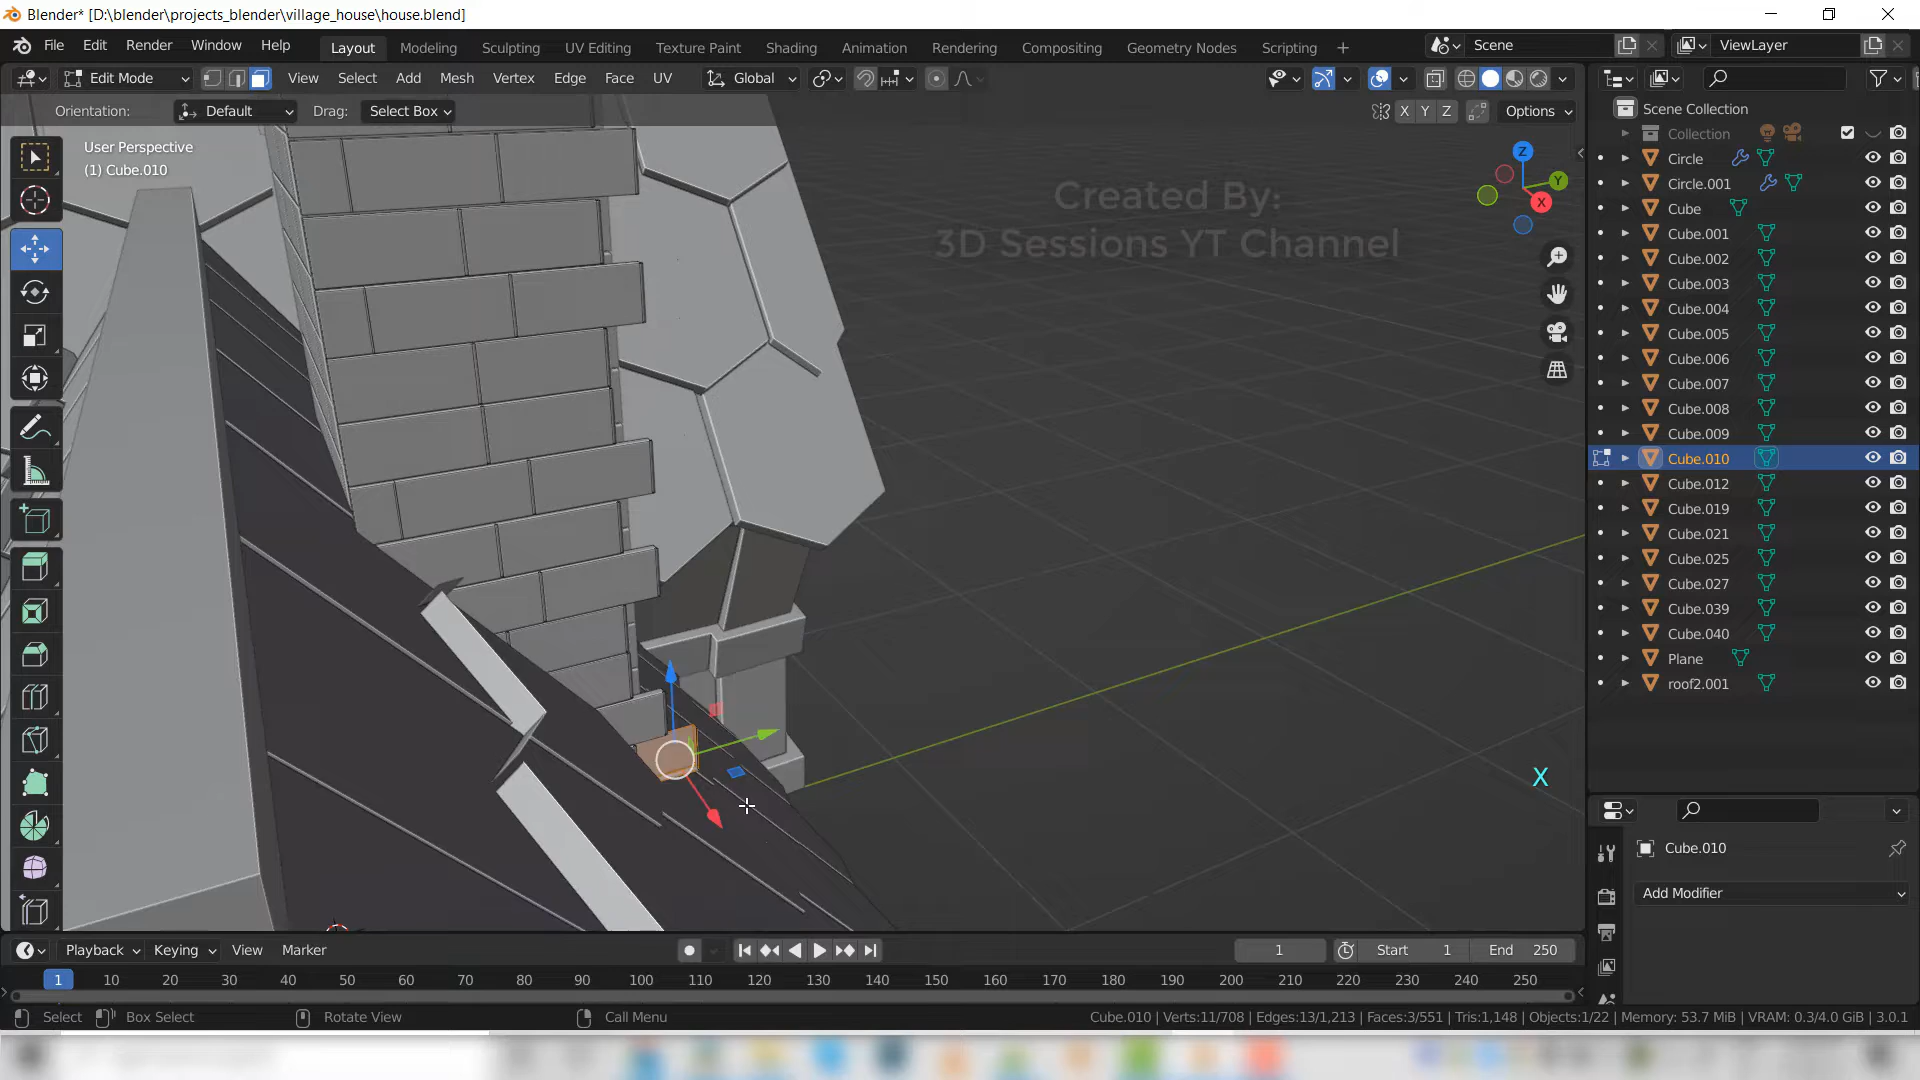 Blender* [D:\blender\projects_blender\village_house\house.blend]
File Edit Render Window Help Layout Modeling Sculpting UV Editing Texture Paint Shading Animation Rendering Compositing Geometry Nodes Scripting + Scene ViewLayer
Edit Mode View Select Add Mesh Vertex Edge Face UV Global
Orientation: Default Drag: Select Box X Y Z Options
User Perspective
(1) Cube.010
Created By:
3D Sessions YT Channel
Z
Y
X
Scene Collection
Collection
Circle
Circle.001
Cube
Cube.001
Cube.002
Cube.003
Cube.004
Cube.005
Cube.006
Cube.007
Cube.008
Cube.009
Cube.010
Cube.012
Cube.019
Cube.021
Cube.025
Cube.027
Cube.039
Cube.040
Plane
roof2.001
X
Cube.010
Add Modifier
Playback Keying View Marker 1 Start 1 End 250
1 10 20 30 40 50 60 70 80 90 100 110 120 130 140 150 160 170 180 190 200 210 220 230 240 250
Select Box Select Rotate View Call Menu Cube.010 | Verts:11/708 | Edges:13/1,213 | Faces:3/551 | Tris:1,148 | Objects:1/22 | Memory: 53.7 MiB | VRAM: 0.3/4.0 GiB | 3.0.1